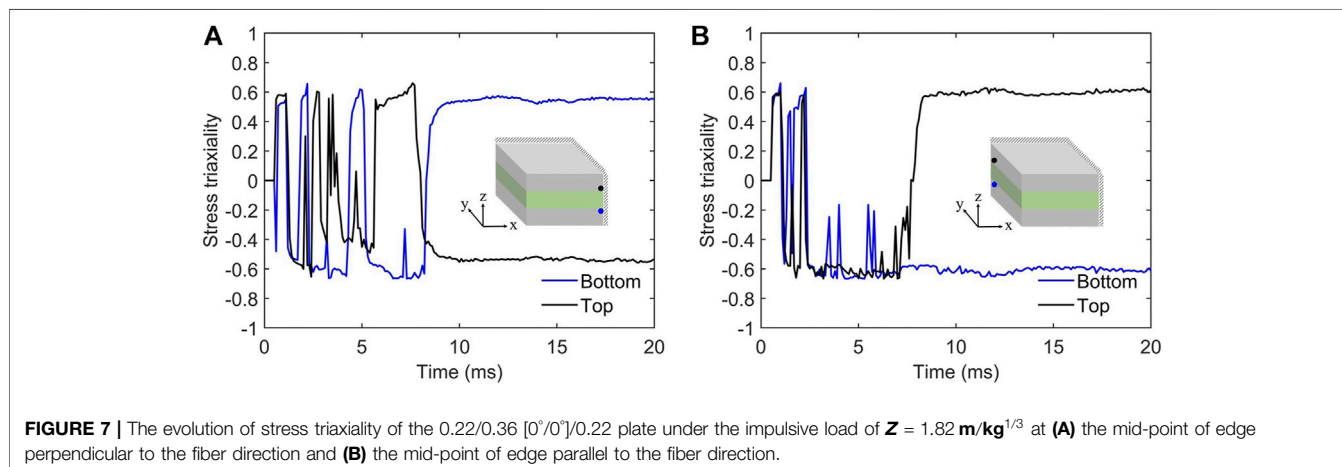 A
B
1
0.8
0.6
0.4
0.2
0
-0.2
-0.4
-0.6
-0.8
-1
Stress triaxiality
0 5 10 15 20
Time (ms)
y z x
Bottom
Top
1
0.8
0.6
0.4
0.2
0
-0.2
-0.4
-0.6
-0.8
-1
Stress triaxiality
0 5 10 15 20
Time (ms)
y z x
Bottom
Top
FIGURE 7 | The evolution of stress triaxiality of the 0.22/0.36 [0°/0°]/0.22 plate under the impulsive load of Z = 1.82 m/kg^1/3 at (A) the mid-point of edge
perpendicular to the fiber direction and (B) the mid-point of edge parallel to the fiber direction.